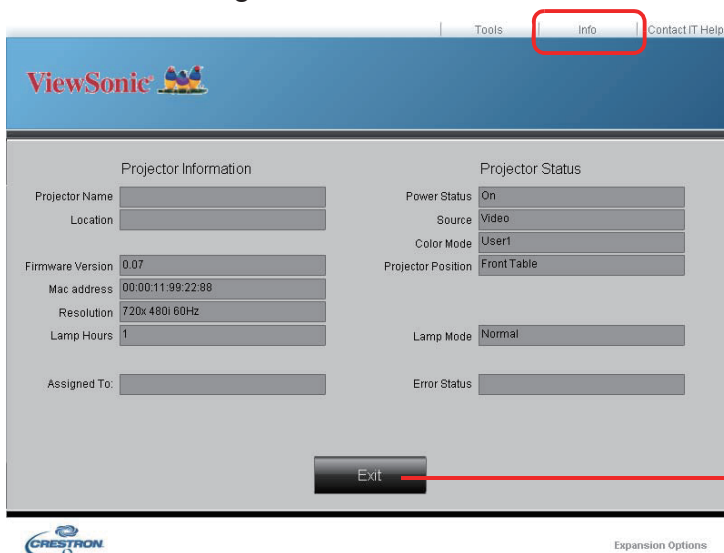 Tools Info Contact IT Help
ViewSonic
Projector Information
Projector Name
Location
Firmware Version 0.07
Mac address 00:00:11:99:22:88
Resolution 720x 480i 60Hz
Lamp Hours 1
Assigned To:
Projector Status
Power Status On
Source Video
Color Mode User1
Projector Position Front Table
Lamp Mode Normal
Error Status
Exit
CRESTRON
Expansion Options